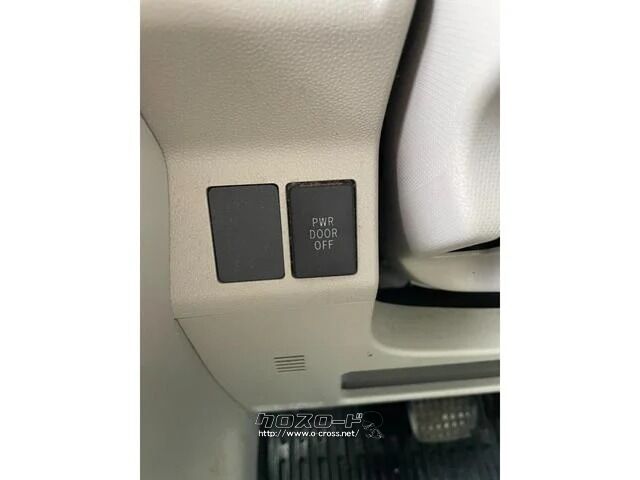 PWR
DOOR
OFF
クロスロード
http://www.o-cross.net/